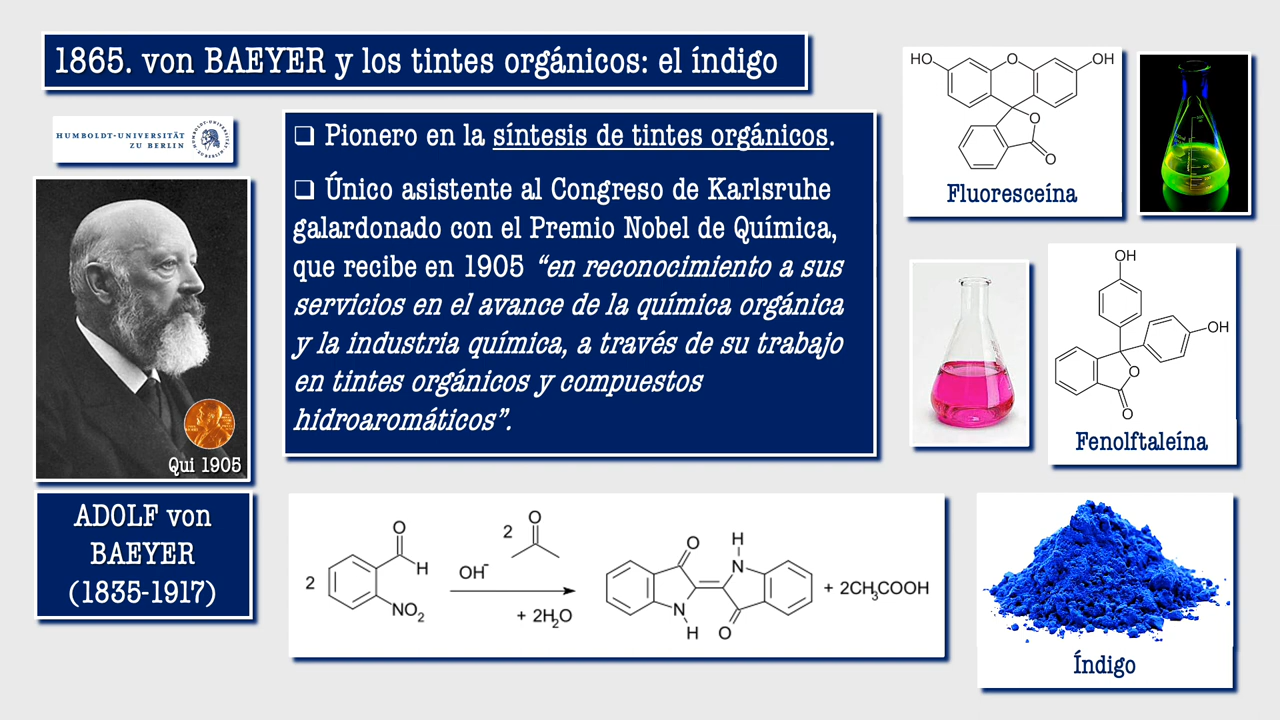 1865. von BAEYER y los tintes orgánicos: el índigo
HUMBOLDT-UNIVERSITÄT
ZU BERLIN
Qui 1905
ADOLF von
BAEYER
(1835-1917)
❑ Pionero en la síntesis de tintes orgánicos.
❑ Único asistente al Congreso de Karlsruhe
galardonado con el Premio Nobel de Química,
que recibe en 1905 “en reconocimiento a sus
servicios en el avance de la química orgánica
y la industria química, a través de su trabajo
en tintes orgánicos y compuestos
hidroaromáticos”.
HO O OH
O
O
Fluoresceína
OH
OH
O
O
Fenolftaleína
2 O H NO₂
2 O
OH⁻
+ 2H₂O
O H
N N
H O
+ 2CH₃COOH
Índigo